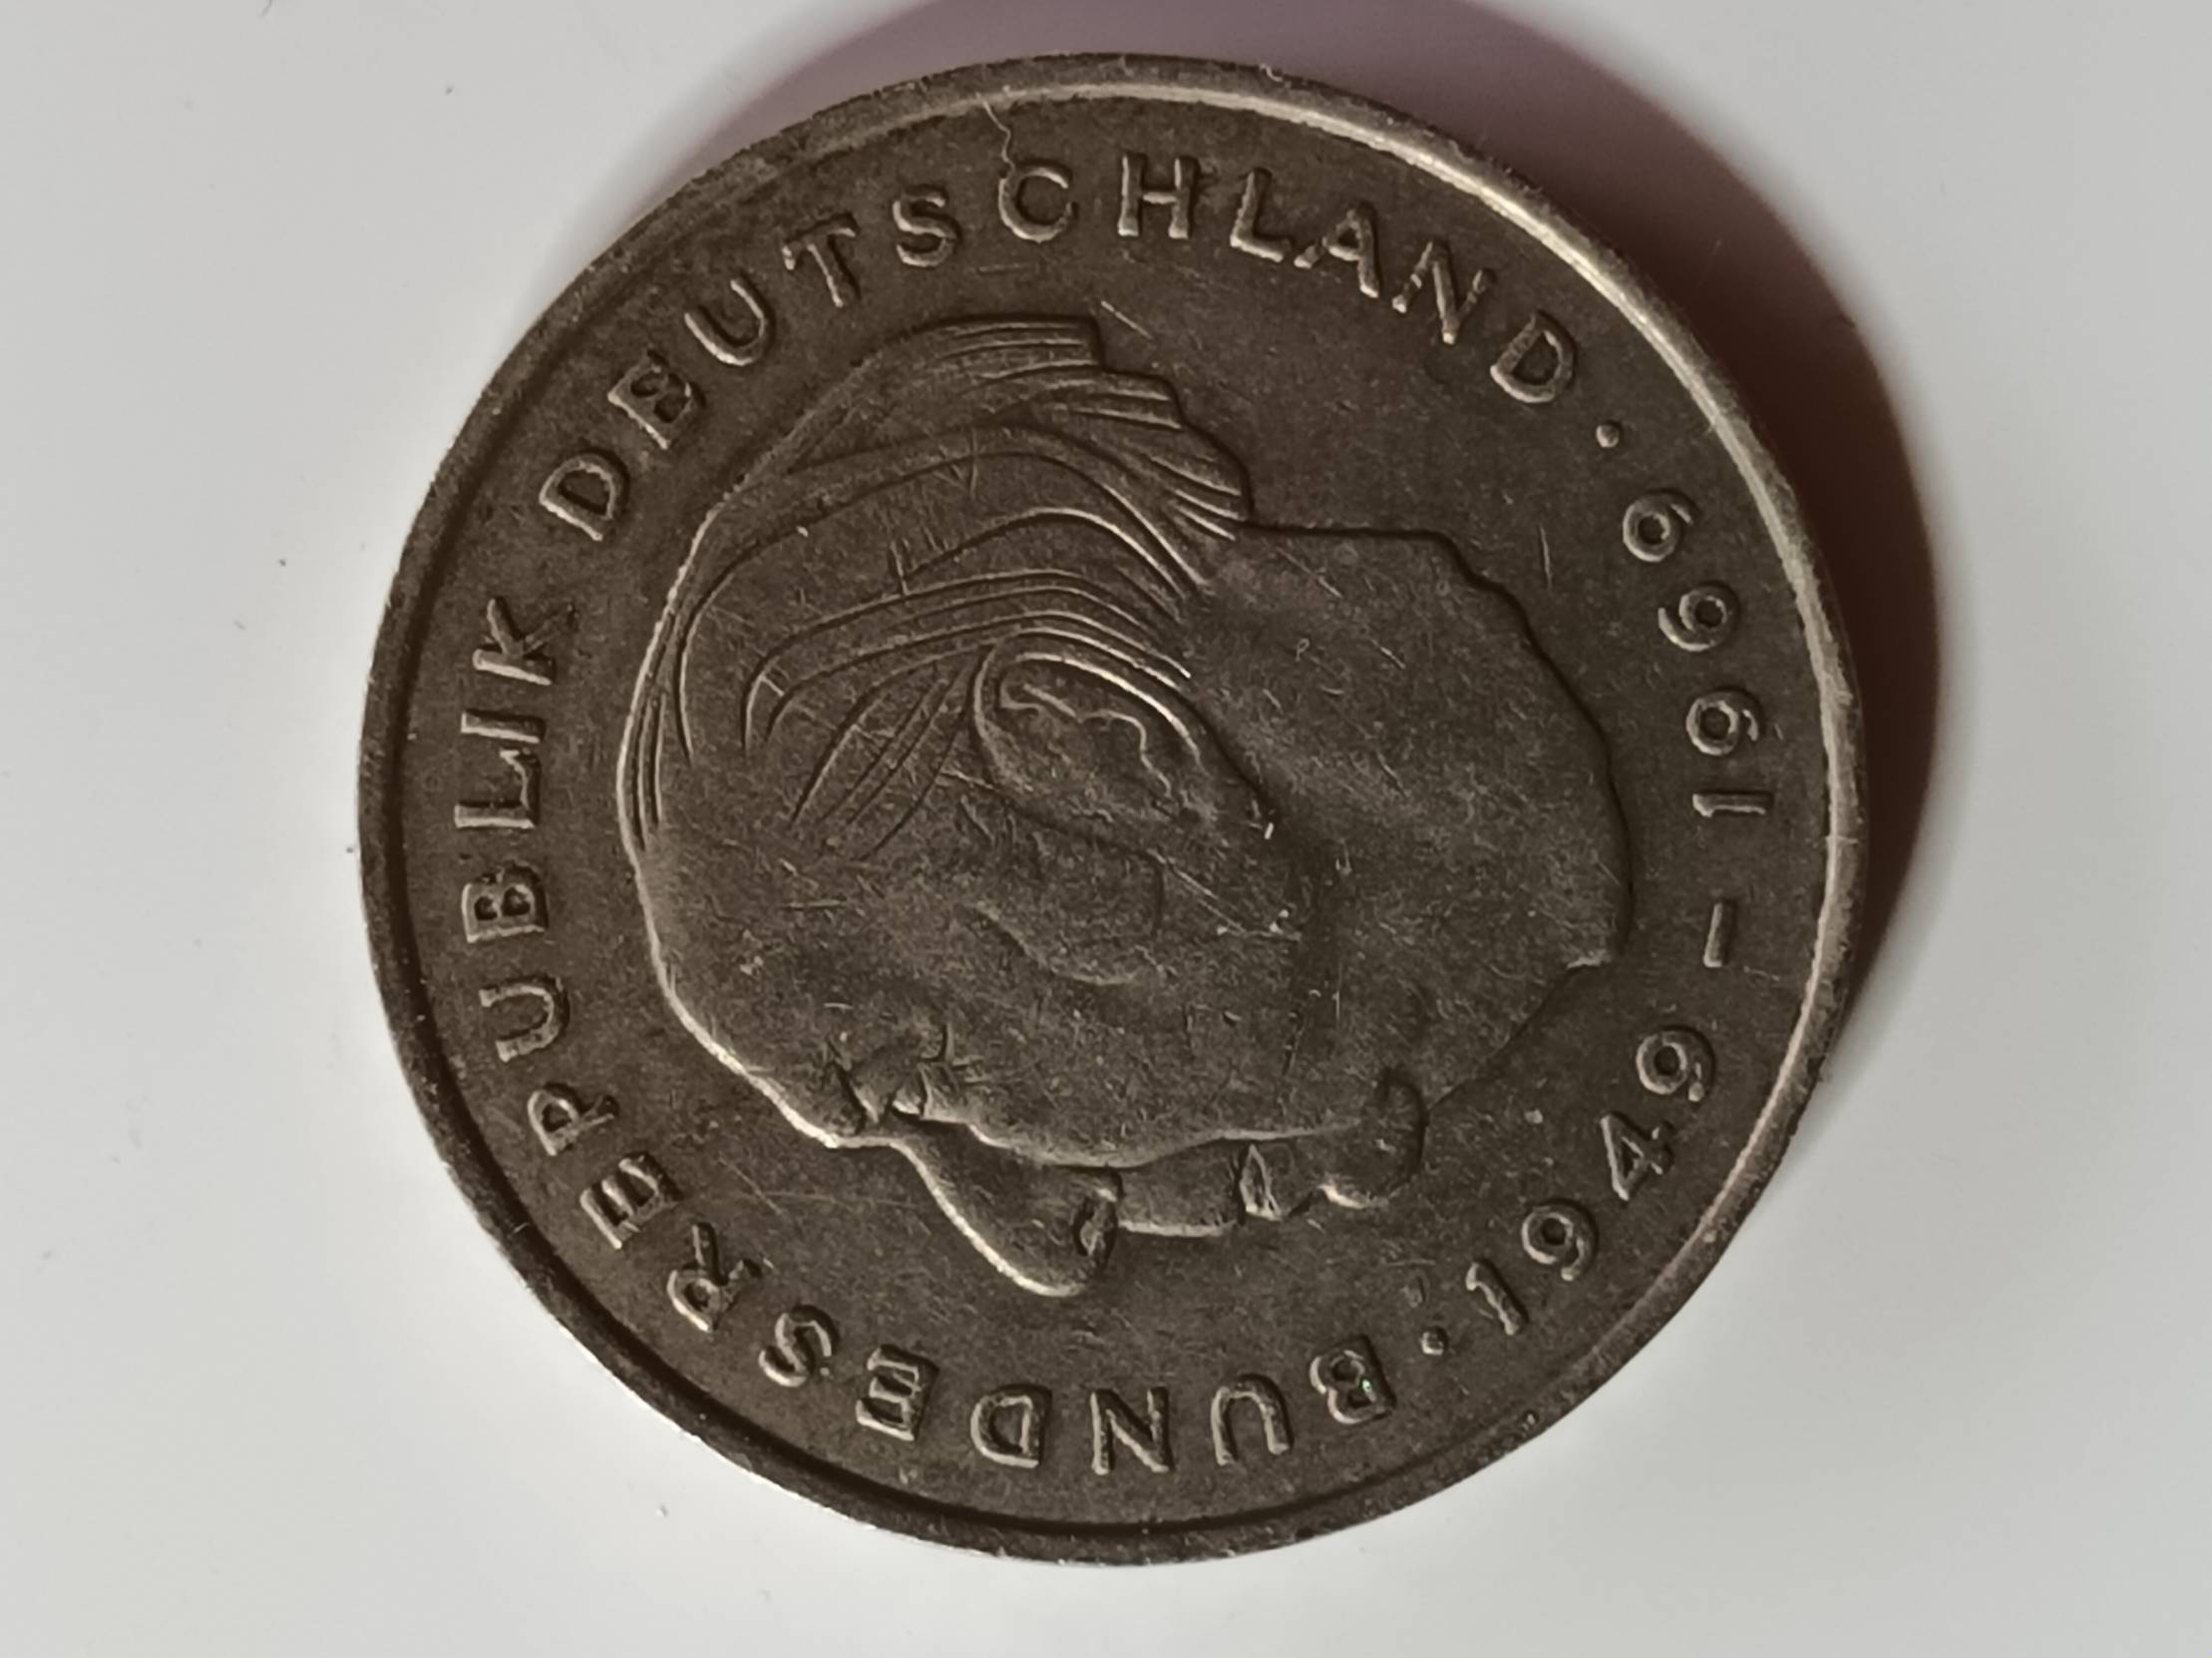 BUNDESREPUBLIK DEUTSCHLAND · 1949 – 1969 ·